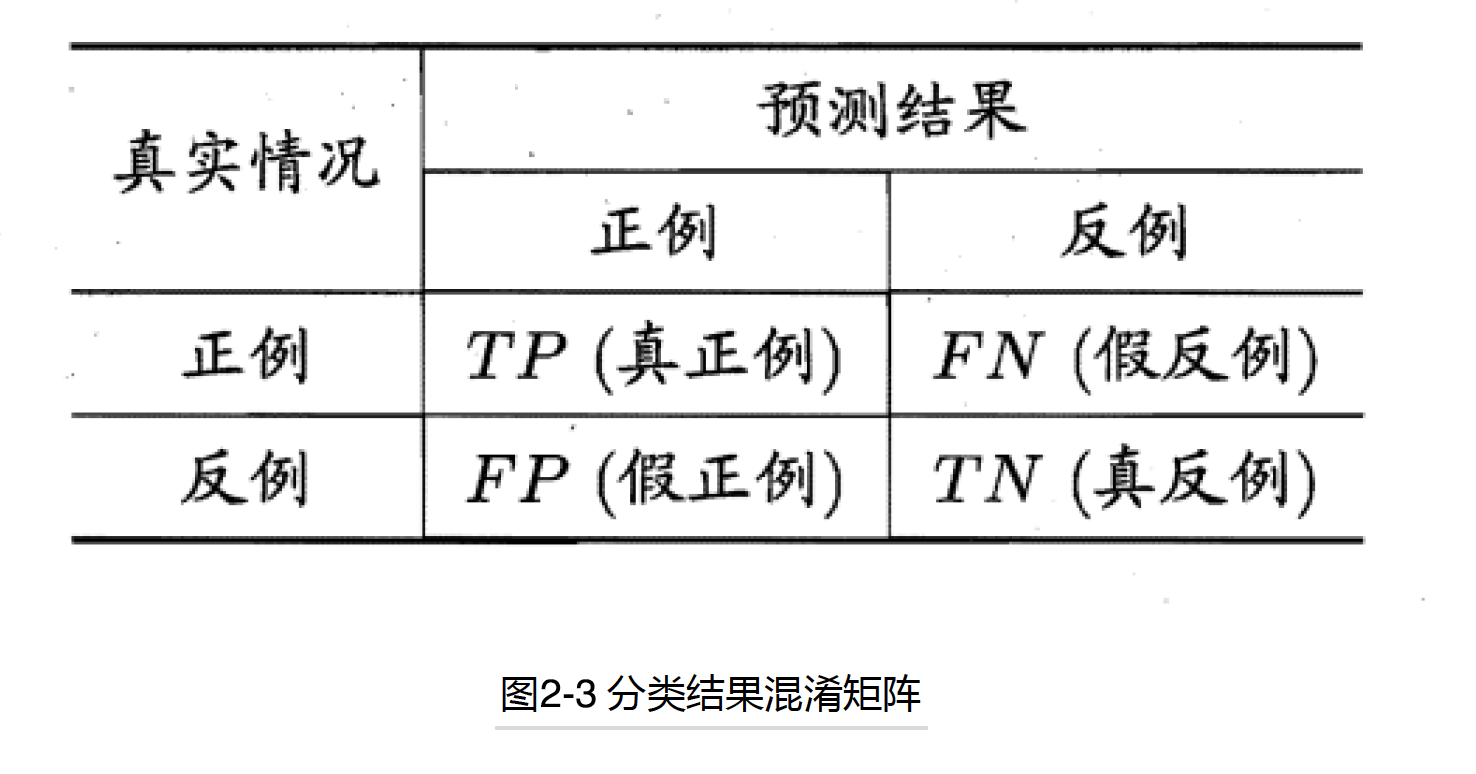 真实情况 预测结果
正例 反例
正例 TP (真正例) FN (假反例)
反例 FP (假正例) TN (真反例)
图2-3 分类结果混淆矩阵